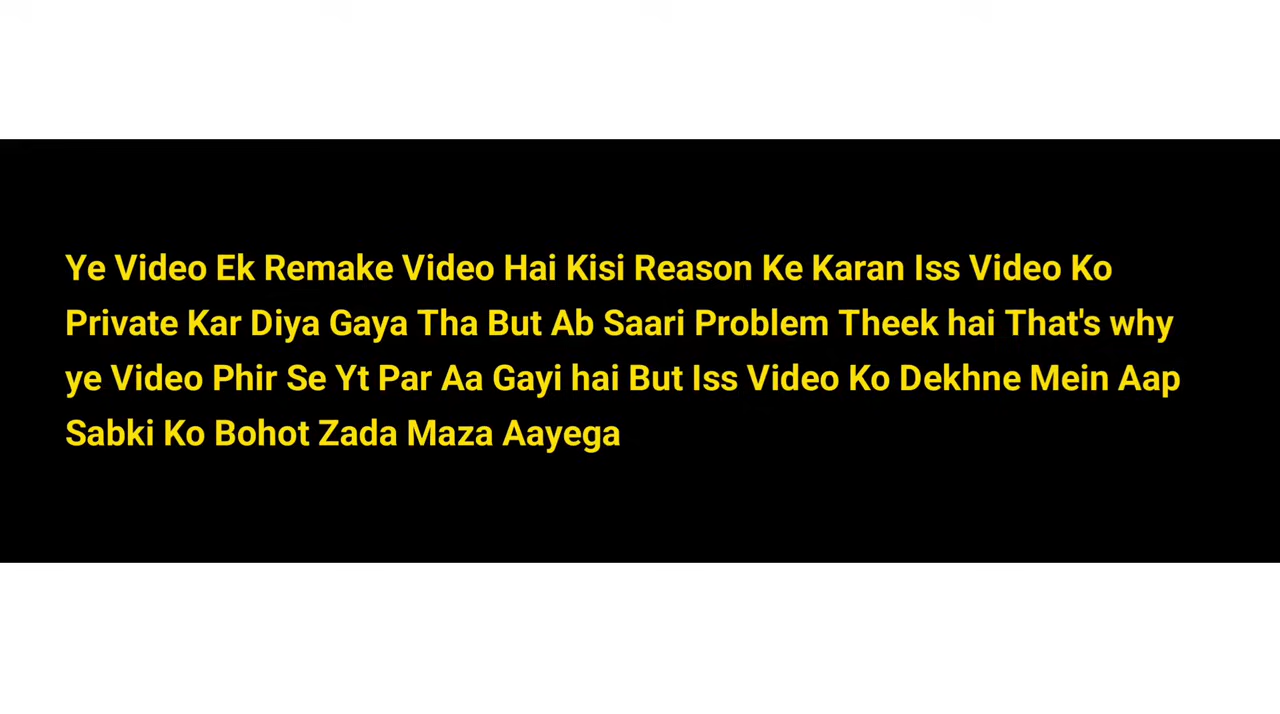 Ye Video Ek Remake Video Hai Kisi Reason Ke Karan Iss Video Ko
Private Kar Diya Gaya Tha But Ab Saari Problem Theek hai That's why
ye Video Phir Se Yt Par Aa Gayi hai But Iss Video Ko Dekhne Mein Aap
Sabki Ko Bohot Zada Maza Aayega